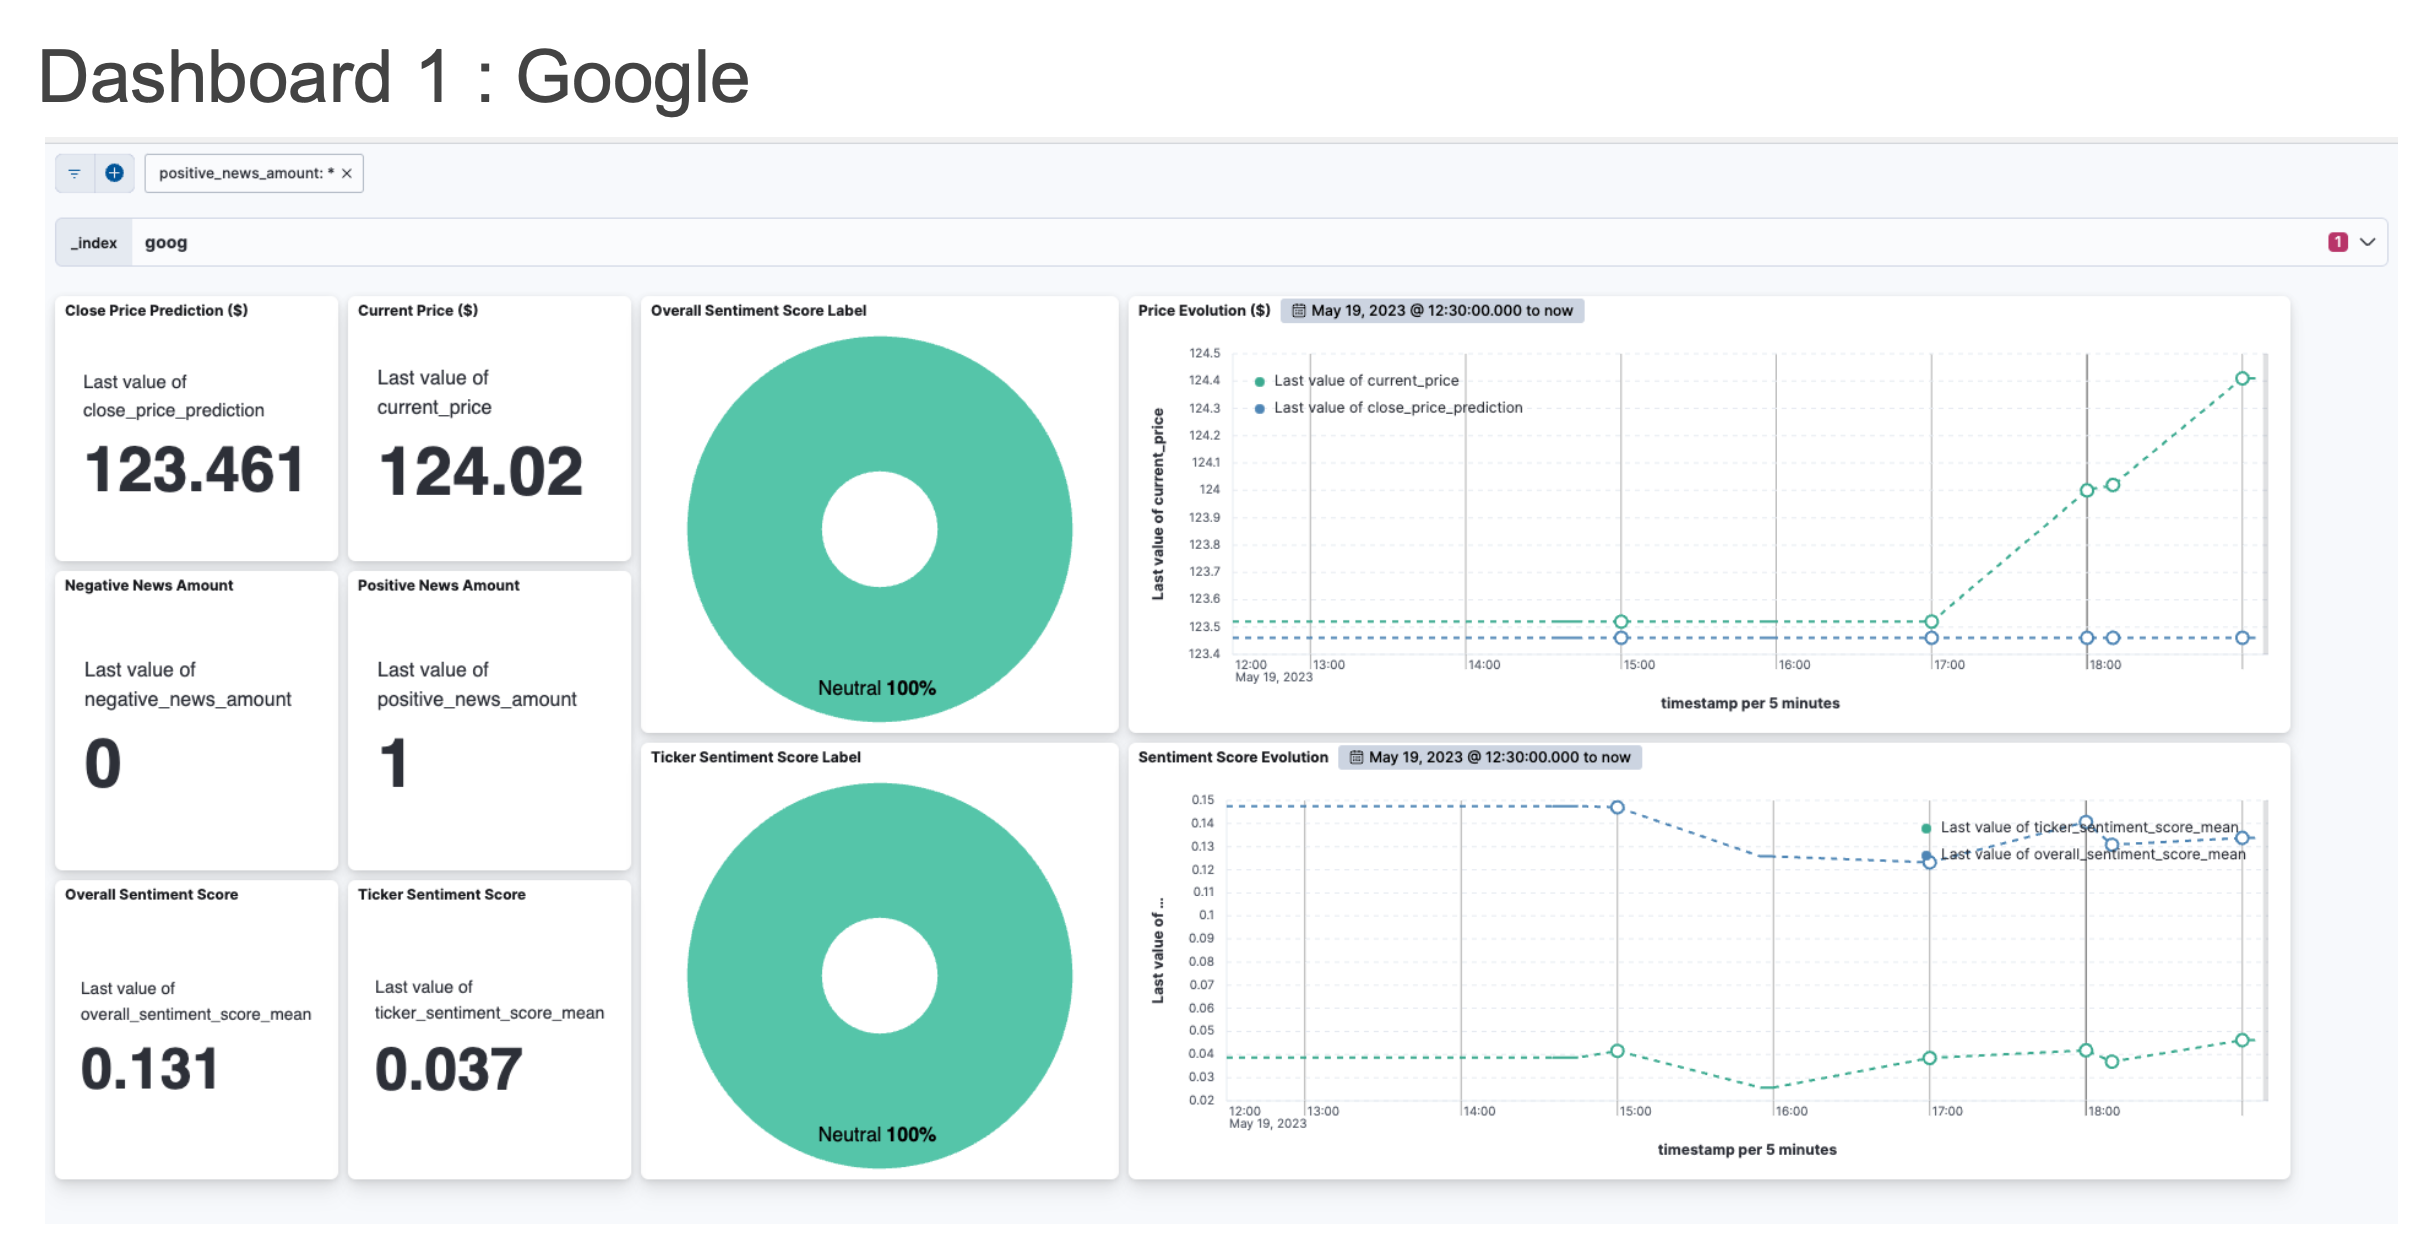 Dashboard 1 : Google
positive_news_amount: * ×
_index goog 1
Close Price Prediction ($)
Last value of
close_price_prediction
123.461
Current Price ($)
Last value of
current_price
124.02
Overall Sentiment Score Label
Neutral 100%
Price Evolution ($) May 19, 2023 @ 12:30:00.000 to now
Last value of current_price
124.5
124.4
124.3
124.2
124.1
124
123.9
123.8
123.7
123.6
123.5
123.4
Last value of current_price
Last value of close_price_prediction
12:00 13:00 14:00 15:00 16:00 17:00 18:00
May 19, 2023
timestamp per 5 minutes
Negative News Amount
Last value of
negative_news_amount
0
Positive News Amount
Last value of
positive_news_amount
1
Ticker Sentiment Score Label
Neutral 100%
Sentiment Score Evolution May 19, 2023 @ 12:30:00.000 to now
Last value of ...
0.15
0.14
0.13
0.12
0.11
0.1
0.09
0.08
0.07
0.06
0.05
0.04
0.03
0.02
Last value of ticker_sentiment_score_mean
Last value of overall_sentiment_score_mean
12:00 13:00 14:00 15:00 16:00 17:00 18:00
May 19, 2023
timestamp per 5 minutes
Overall Sentiment Score
Last value of
overall_sentiment_score_mean
0.131
Ticker Sentiment Score
Last value of
ticker_sentiment_score_mean
0.037